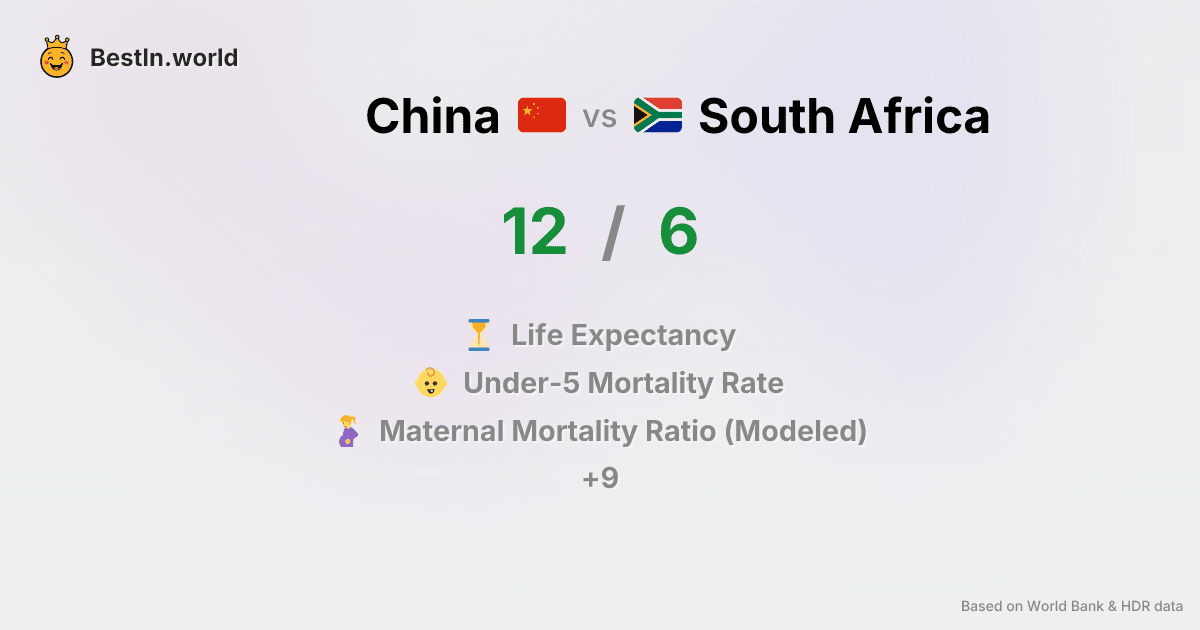 BestIn.world
China vs South Africa
12 / 6
Life Expectancy
Under-5 Mortality Rate
Maternal Mortality Ratio (Modeled)
+9
Based on World Bank & HDR data